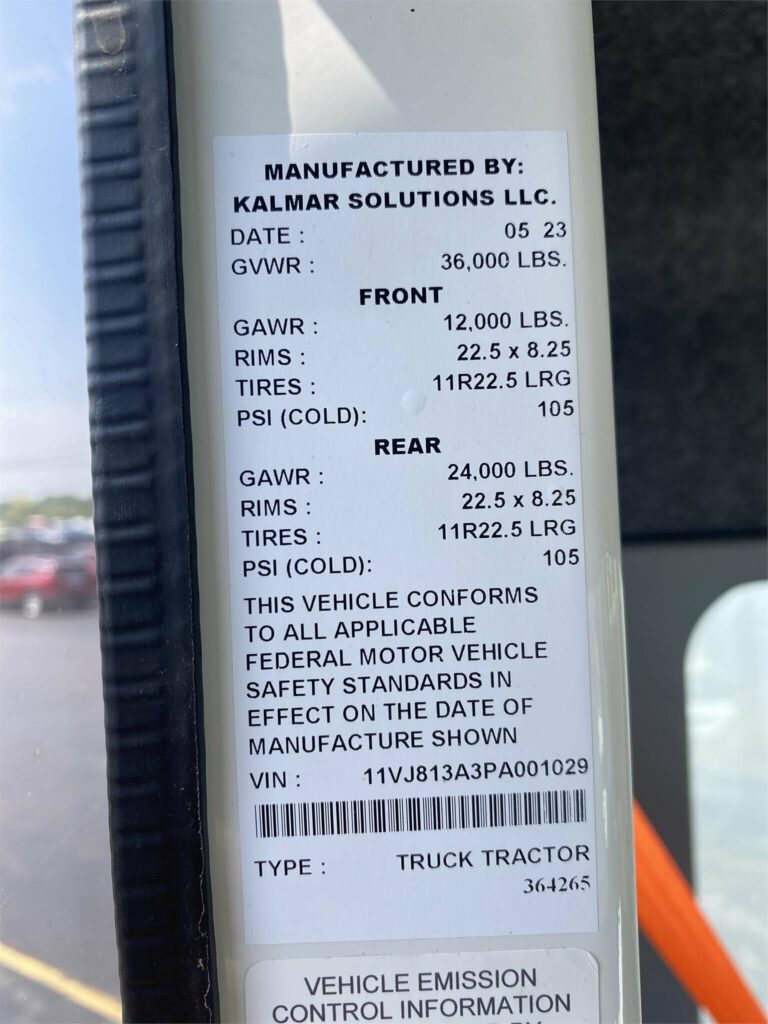 MANUFACTURED BY:
KALMAR SOLUTIONS LLC.
DATE : 05 23
GVWR : 36,000 LBS.
FRONT
GAWR : 12,000 LBS.
RIMS : 22.5 x 8.25
TIRES : 11R22.5 LRG
PSI (COLD): 105
REAR
GAWR : 24,000 LBS.
RIMS : 22.5 x 8.25
TIRES : 11R22.5 LRG
PSI (COLD): 105
THIS VEHICLE CONFORMS
TO ALL APPLICABLE
FEDERAL MOTOR VEHICLE
SAFETY STANDARDS IN
EFFECT ON THE DATE OF
MANUFACTURE SHOWN
VIN : 11VJ813A3PA001029
TYPE : TRUCK TRACTOR
364265
VEHICLE EMISSION
CONTROL INFORMATION